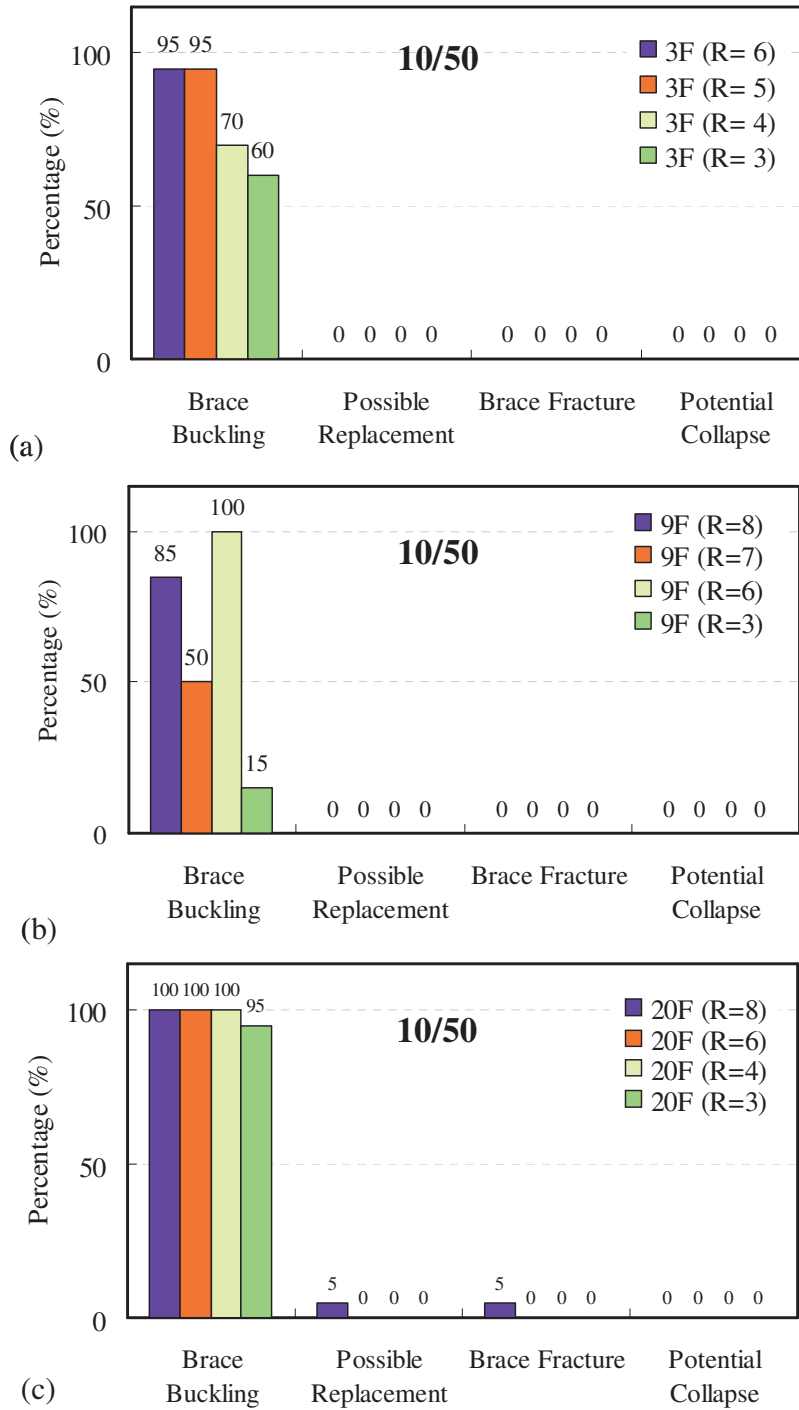 95 95
100
10/50
70
60
50
0
Percentage (%)
3F (R= 6)
3F (R= 5)
3F (R= 4)
3F (R= 3)
0 0 0 0
0 0 0 0
0 0 0 0
Brace
Buckling
Possible
Replacement
Brace Fracture
Potential
Collapse
(a)
100
100
10/50
85
50
50
15
0
Percentage (%)
9F (R=8)
9F (R=7)
9F (R=6)
9F (R=3)
0 0 0 0
0 0 0 0
0 0 0 0
Brace
Buckling
Possible
Replacement
Brace Fracture
Potential
Collapse
(b)
100 100 100
95
100
10/50
50
0
Percentage (%)
20F (R=8)
20F (R=6)
20F (R=4)
20F (R=3)
5 0 0 0
5 0 0 0
0 0 0 0
Brace
Buckling
Possible
Replacement
Brace Fracture
Potential
Collapse
(c)